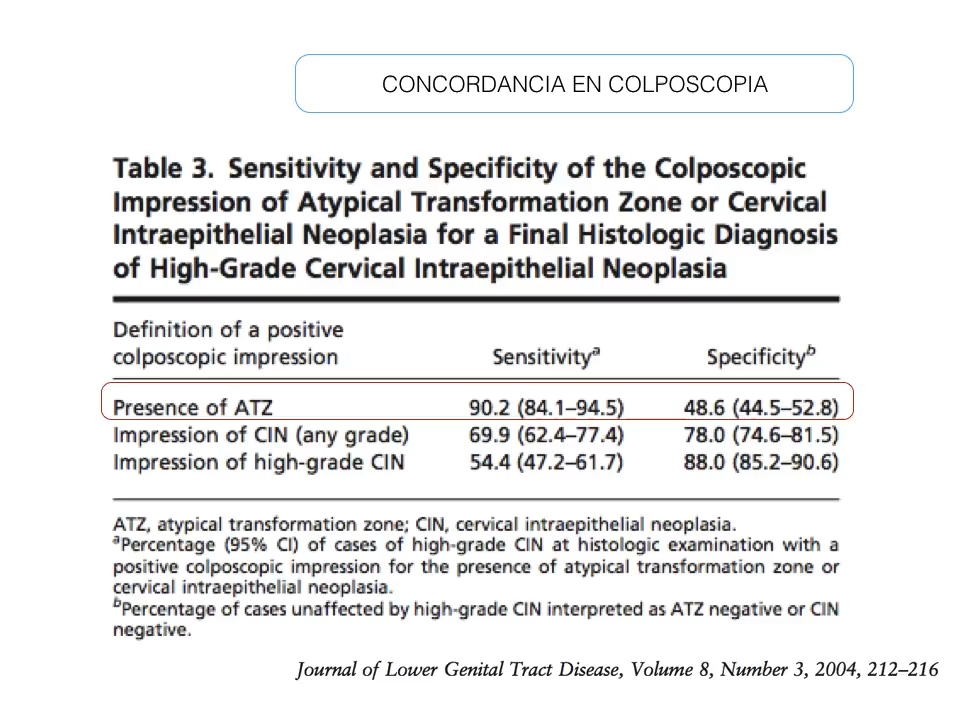 CONCORDANCIA EN COLPOSCOPIA
Table 3. Sensitivity and Specificity of the Colposcopic
Impression of Atypical Transformation Zone or Cervical
Intraepithelial Neoplasia for a Final Histologic Diagnosis
of High-Grade Cervical Intraepithelial Neoplasia
Definition of a positive
colposcopic impression Sensitivityᵃ Specificityᵇ
Presence of ATZ 90.2 (84.1–94.5) 48.6 (44.5–52.8)
Impression of CIN (any grade) 69.9 (62.4–77.4) 78.0 (74.6–81.5)
Impression of high-grade CIN 54.4 (47.2–61.7) 88.0 (85.2–90.6)
ATZ, atypical transformation zone; CIN, cervical intraepithelial neoplasia.
ᵃPercentage (95% CI) of cases of high-grade CIN at histologic examination with a
positive colposcopic impression for the presence of atypical transformation zone or
cervical intraepithelial neoplasia.
ᵇPercentage of cases unaffected by high-grade CIN interpreted as ATZ negative or CIN
negative.
Journal of Lower Genital Tract Disease, Volume 8, Number 3, 2004, 212–216